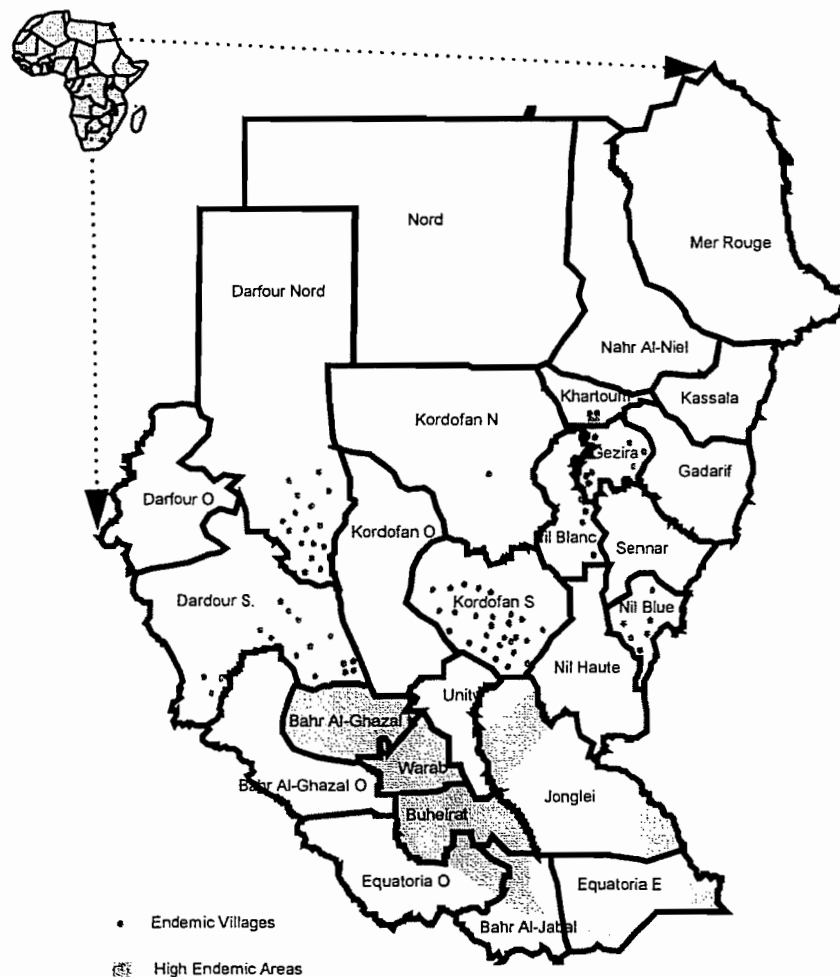 Nord
Mer Rouge
Darfour Nord
Nahr Al-Niel
Khartoum
Kassala
Kordofan N
Gezira
Gadarif
Darfour O
Kordofan O
Nil Blanc
Sennar
Dardour S.
Kordofan S
Nil Blue
Nil Haute
Unity
Bahr Al-Ghazal
Warab
Bahr Al-Ghazal O
Jonglei
Buheirat
Equatoria O
Equatoria E
Bahr Al-Jabal
Endemic Villages
High Endemic Areas